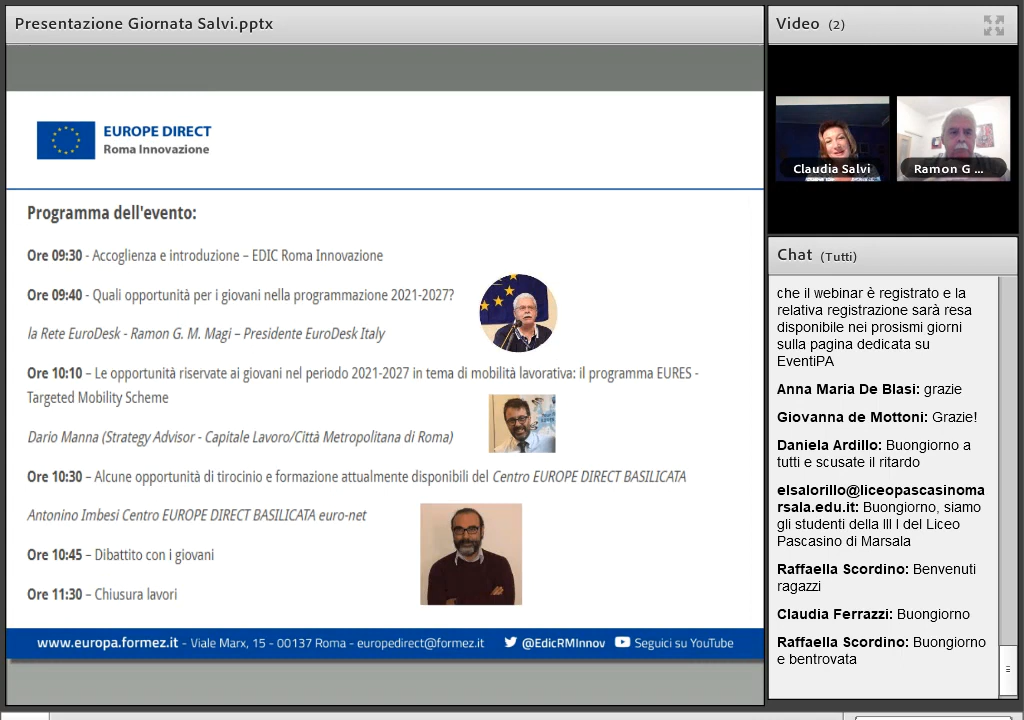 Presentazione Giornata Salvi.pptx
EUROPE DIRECT
Roma Innovazione
Programma dell'evento:
Ore 09:30 - Accoglienza e introduzione – EDIC Roma Innovazione
Ore 09:40 - Quali opportunità per i giovani nella programmazione 2021-2027?
la Rete EuroDesk - Ramon G. M. Magi – Presidente EuroDesk Italy
Ore 10:10 – Le opportunità riservate ai giovani nel periodo 2021-2027 in tema di mobilità lavorativa: il programma EURES -
Targeted Mobility Scheme
Dario Manna (Strategy Advisor - Capitale Lavoro/Città Metropolitana di Roma)
Ore 10:30 – Alcune opportunità di tirocinio e formazione attualmente disponibili del Centro EUROPE DIRECT BASILICATA
Antonino Imbesi Centro EUROPE DIRECT BASILICATA euro-net
Ore 10:45 – Dibattito con i giovani
Ore 11:30 – Chiusura lavori
www.europa.formez.it - Viale Marx, 15 - 00137 Roma - europedirect@formez.it @EdicRMInnov Seguici su YouTube
Video (2)
Claudia Salvi
Ramon G ...
Chat (Tutti)
che il webinar è registrato e la
relativa registrazione sarà resa
disponibile nei prosismi giorni
sulla pagina dedicata su
EventiPA
Anna Maria De Blasi: grazie
Giovanna de Mottoni: Grazie!
Daniela Ardillo: Buongiorno a
tutti e scusate il ritardo
elsalorillo@liceopascasinoma
rsala.edu.it: Buongiorno, siamo
gli studenti della III I del Liceo
Pascasino di Marsala
Raffaella Scordino: Benvenuti
ragazzi
Claudia Ferrazzi: Buongiorno
Raffaella Scordino: Buongiorno
e bentrovata